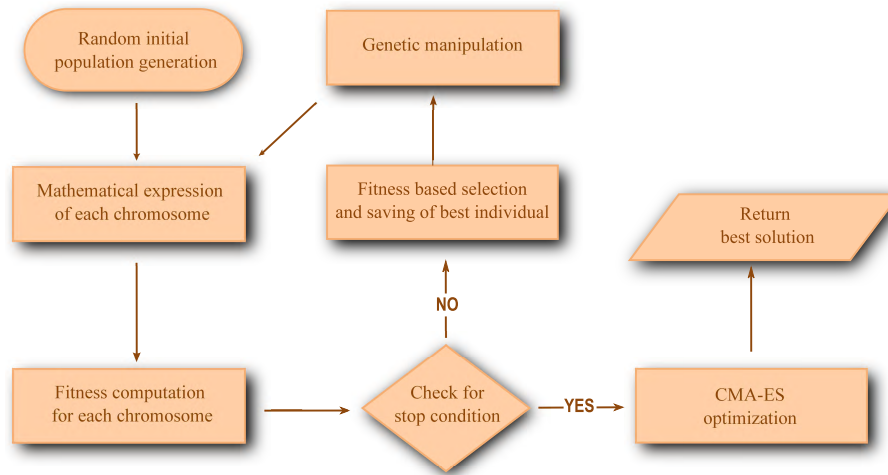 Random initial
population generation
Genetic manipulation
Mathematical expression
of each chromosome
Fitness based selection
and saving of best individual
Return
best solution
NO
Fitness computation
for each chromosome
Check for
stop condition
YES
CMA-ES
optimization